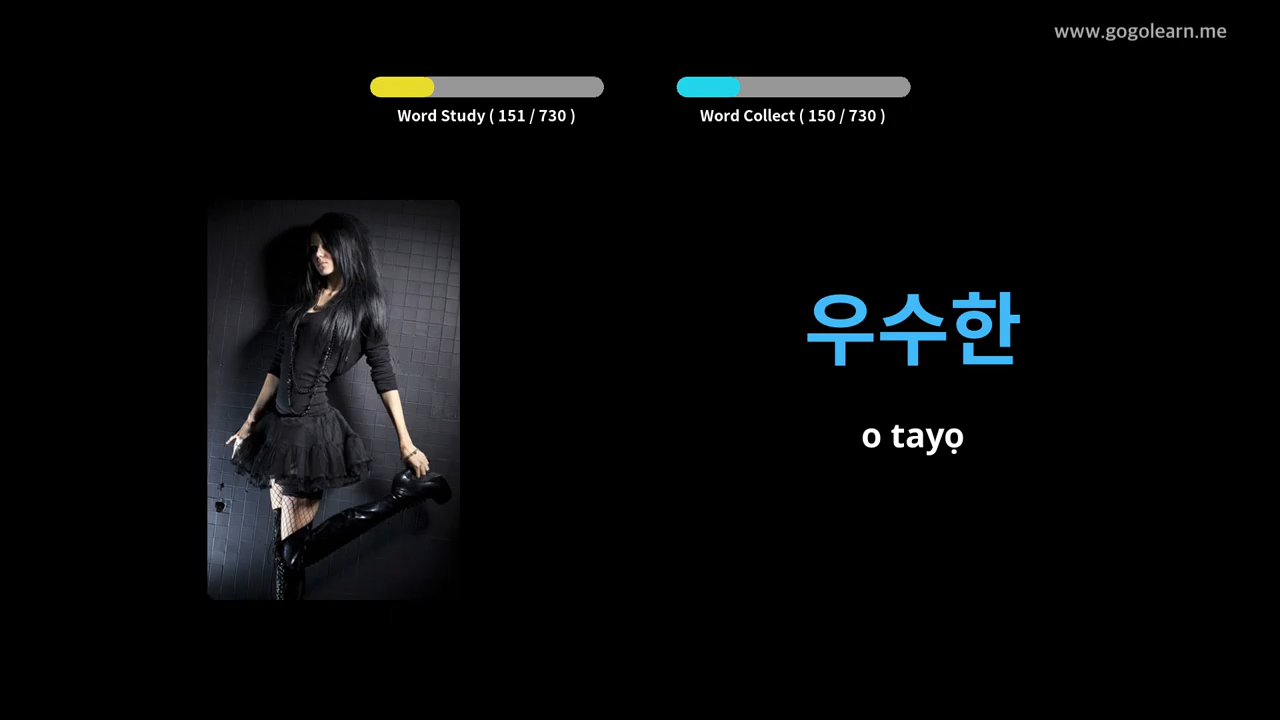 www.gogolearn.me
Word Study ( 151 / 730 )
Word Collect ( 150 / 730 )
우수한
o tayọ